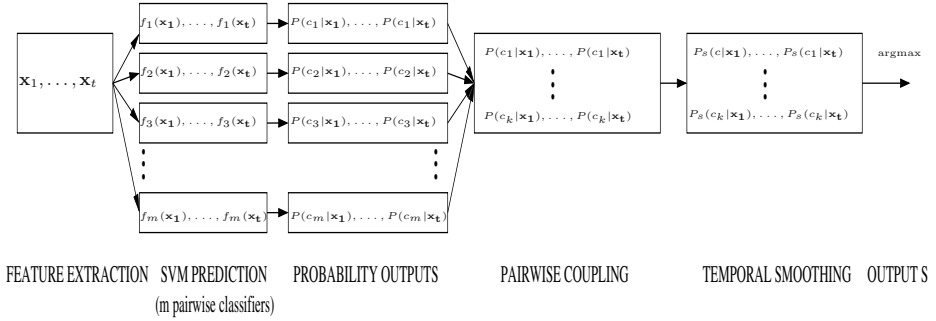 f₁(x₁), . . . , f₁(xₜ)
P(c₁|x₁), . . . , P(c₁|xₜ)
x₁, . . . , xₜ
f₂(x₁), . . . , f₂(xₜ)
P(c₂|x₁), . . . , P(c₂|xₜ)
P(c₁|x₁), . . . , P(c₁|xₜ)
Pₛ(c|x₁), . . . , Pₛ(c₁|xₜ)
argmax
f₃(x₁), . . . , f₃(xₜ)
P(c₃|x₁), . . . , P(c₃|xₜ)
P(cₖ|x₁), . . . , P(cₖ|xₜ)
Pₛ(cₖ|x₁), . . . , Pₛ(cₖ|xₜ)
fₘ(x₁), . . . , fₘ(xₜ)
P(cₘ|x₁), . . . , P(cₘ|xₜ)
FEATURE EXTRACTION SVM PREDICTION PROBABILITY OUTPUTS PAIRWISE COUPLING TEMPORAL SMOOTHING OUTPUT S
(m pairwise classifiers)